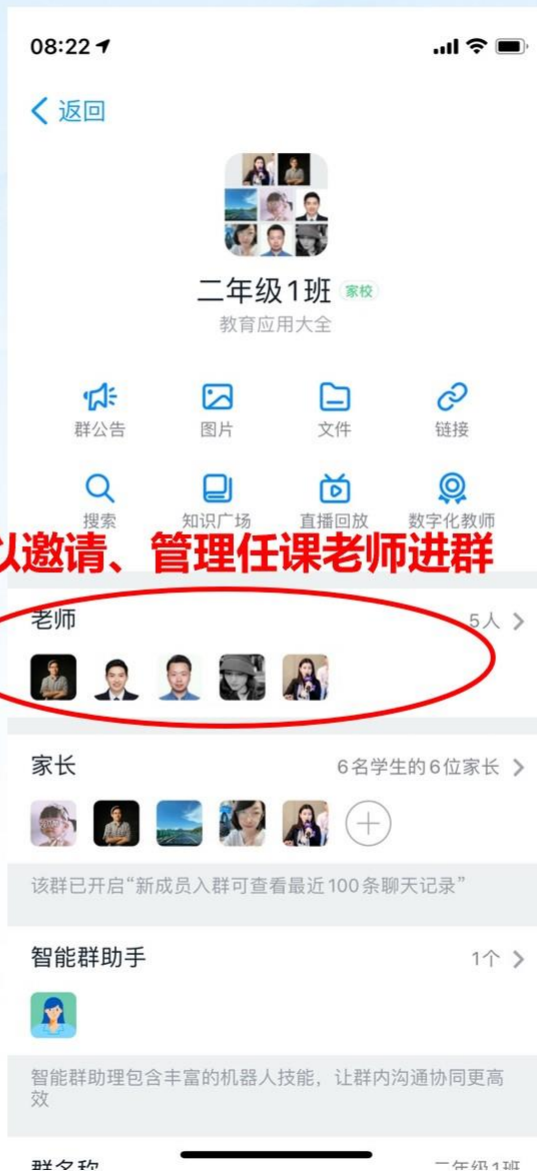 08:22
返回
二年级1班 家校
教育应用大全
群公告 图片 文件 链接
搜索 知识广场 直播回放 数字化教师
以邀请、管理任课老师进群
老师 5人
家长 6名学生的6位家长
该群已开启“新成员入群可查看最近100条聊天记录”
智能群助手 1个
智能群助理包含丰富的机器人技能，让群内沟通协同更高
效
群名称 二年级1班